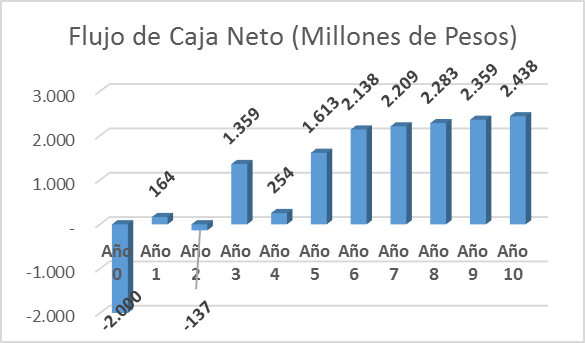 Flujo de Caja Neto (Millones de Pesos)
3.000
2.000
1.000
-
-1.000
-2.000
-2.000
164
-137
1.359
254
1.613
2.138
2.209
2.283
2.359
2.438
Año 0
Año 1
Año 2
Año 3
Año 4
Año 5
Año 6
Año 7
Año 8
Año 9
Año 10